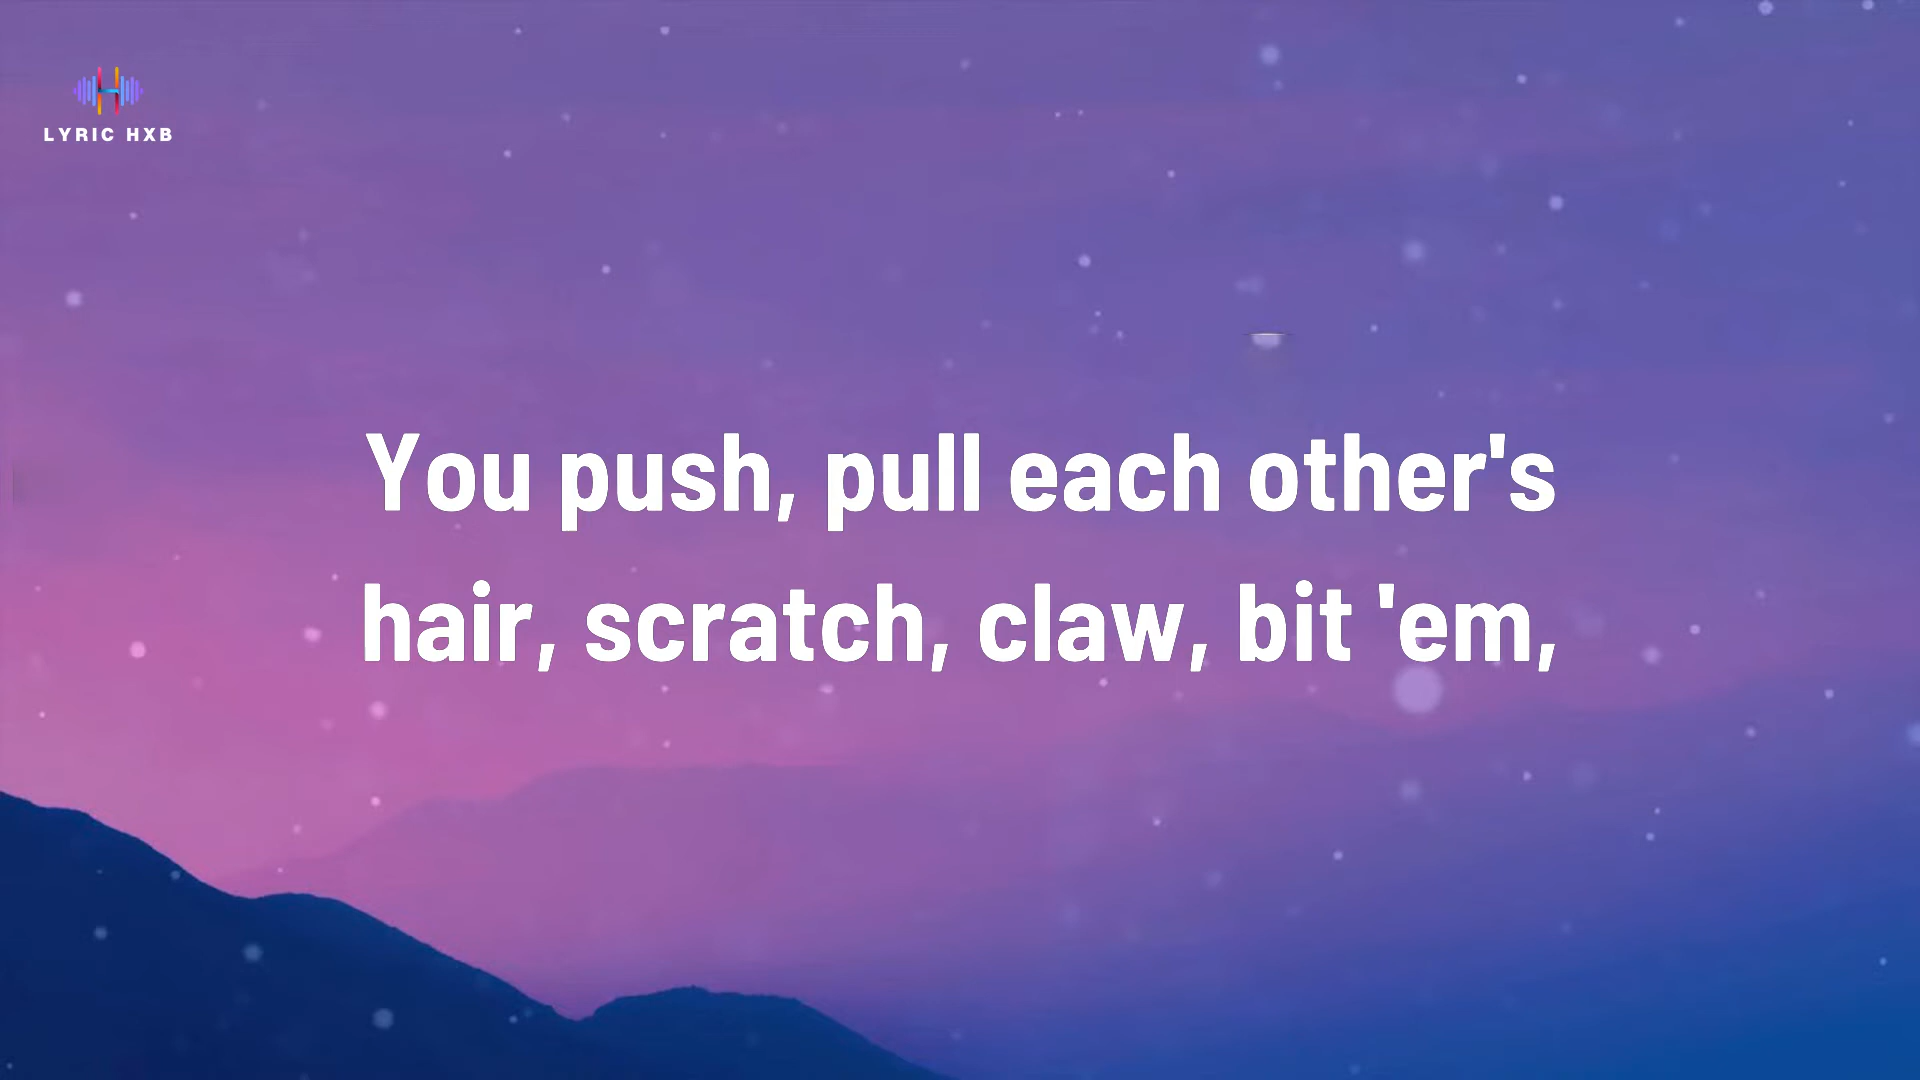 LYRIC HXB
You push, pull each other's
hair, scratch, claw, bit 'em,